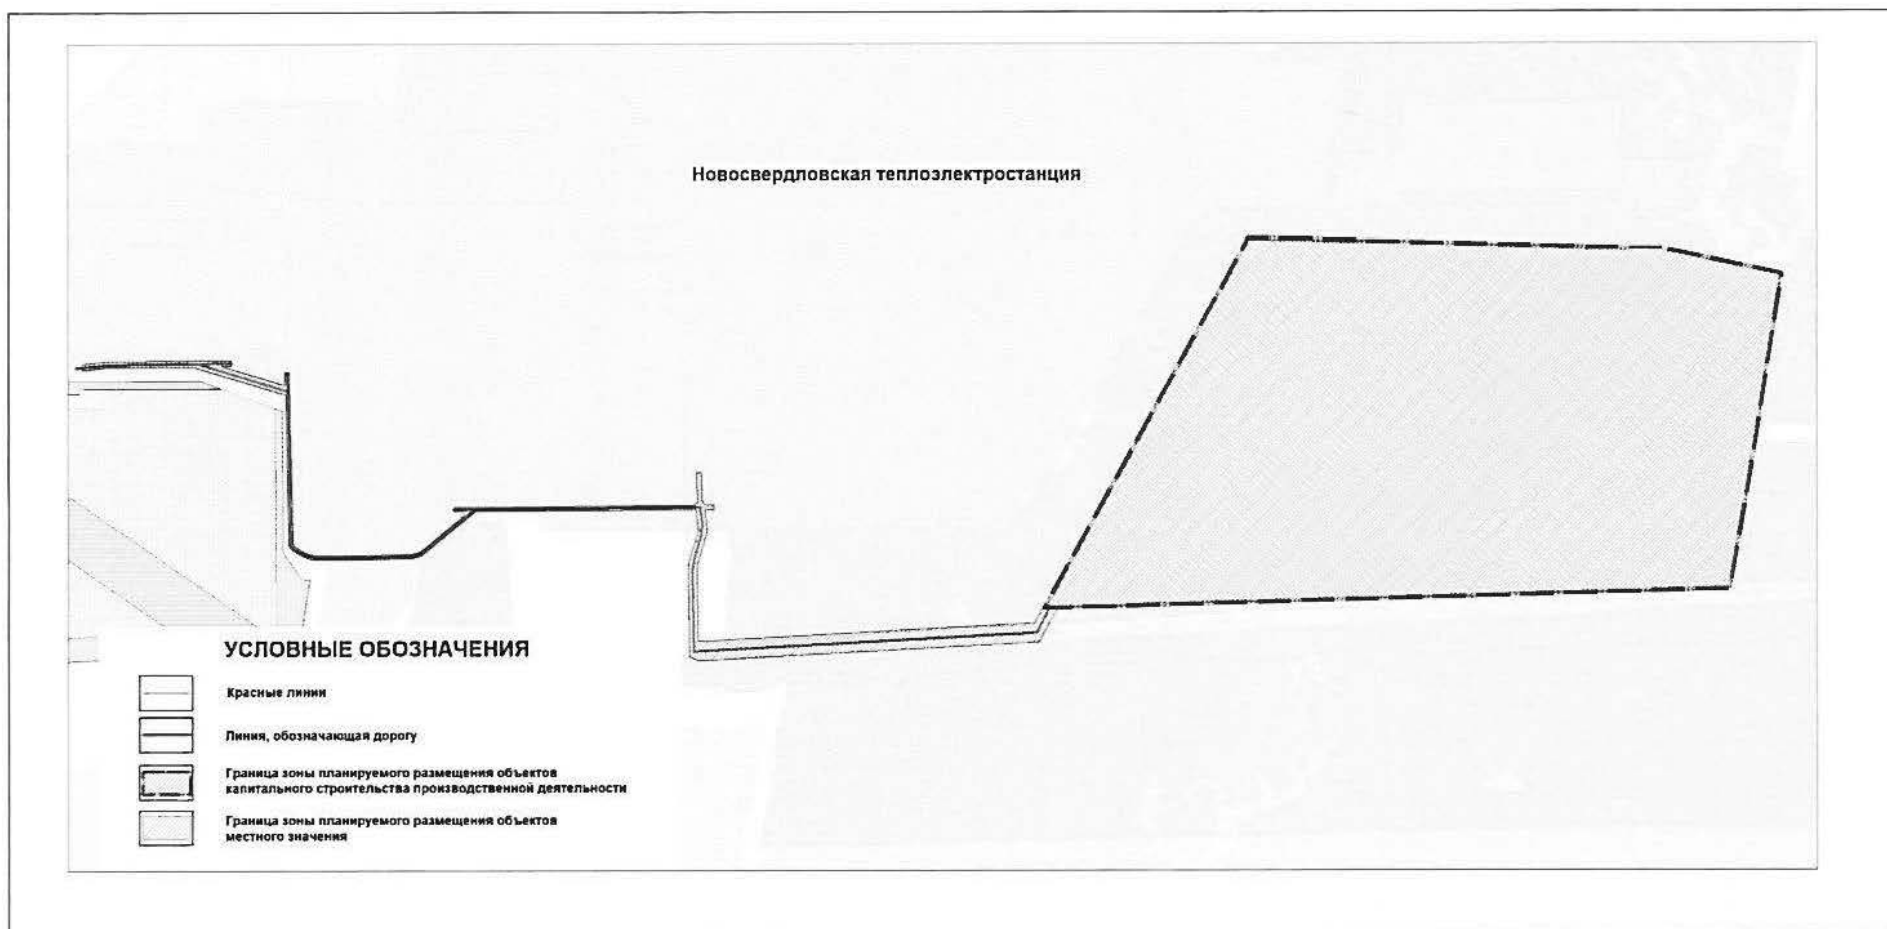 Новосвердловская теплоэлектростанция
УСЛОВНЫЕ ОБОЗНАЧЕНИЯ
Красные линии
Линия, обозначающая дорогу
Граница зоны планируемого размещения объектов
капитального строительства производственной деятельности
Граница зоны планируемого размещения объектов
местного значения